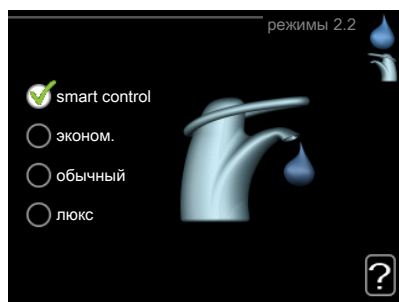 режимы 2.2
smart control
эконом.
обычный
люкс
?